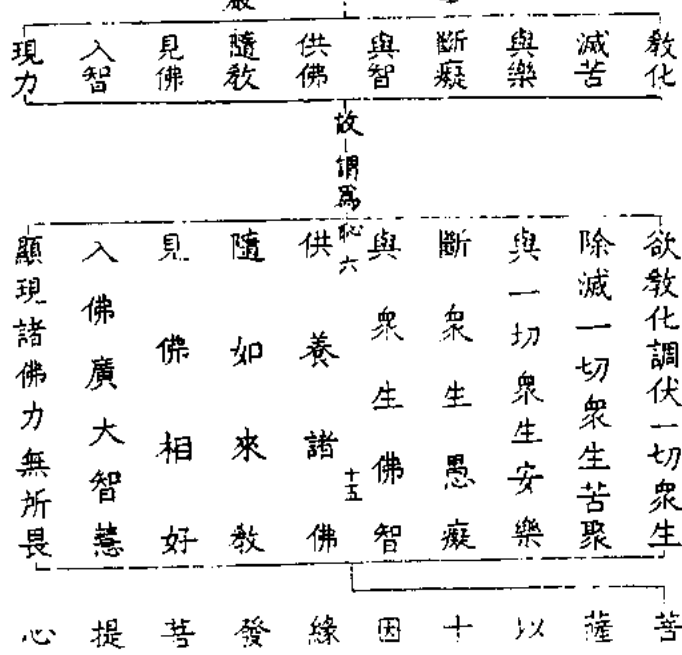 教化
滅苦
與樂
斷癡
與智
供佛
隨教
見佛
入智
現力
故謂爲
恥六
十五
欲教化調伏一切衆生
除滅一切衆生苦聚
與一切衆生安樂
斷衆生愚癡
與衆生佛智
供養諸佛
隨如來教
見佛相好
入佛廣大智慧
顯現諸佛力無所畏
菩薩以十因緣發菩提心